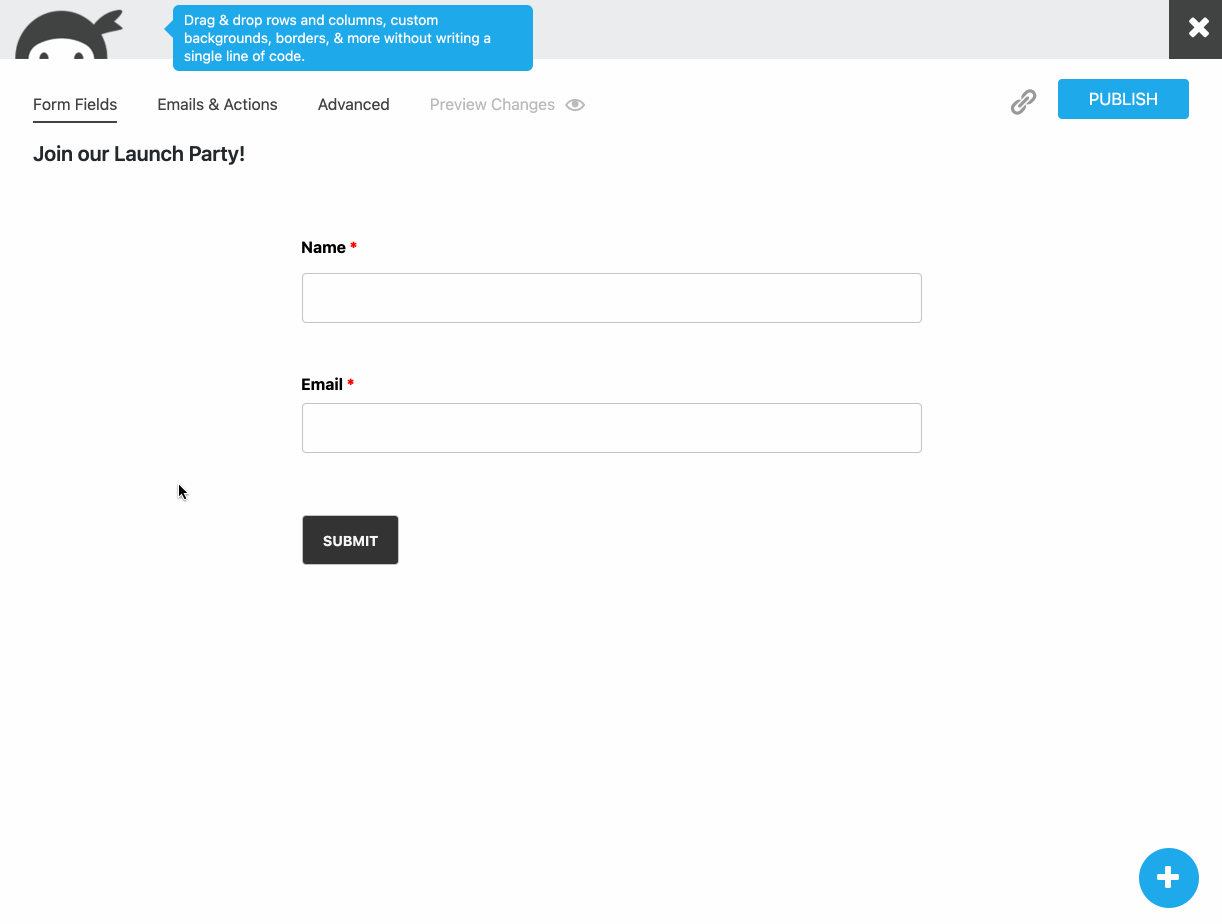 Drag & drop rows and columns, custom
backgrounds, borders, & more without writing a
single line of code.
Form Fields Emails & Actions Advanced Preview Changes PUBLISH
Join our Launch Party!
Name *
Email *
SUBMIT